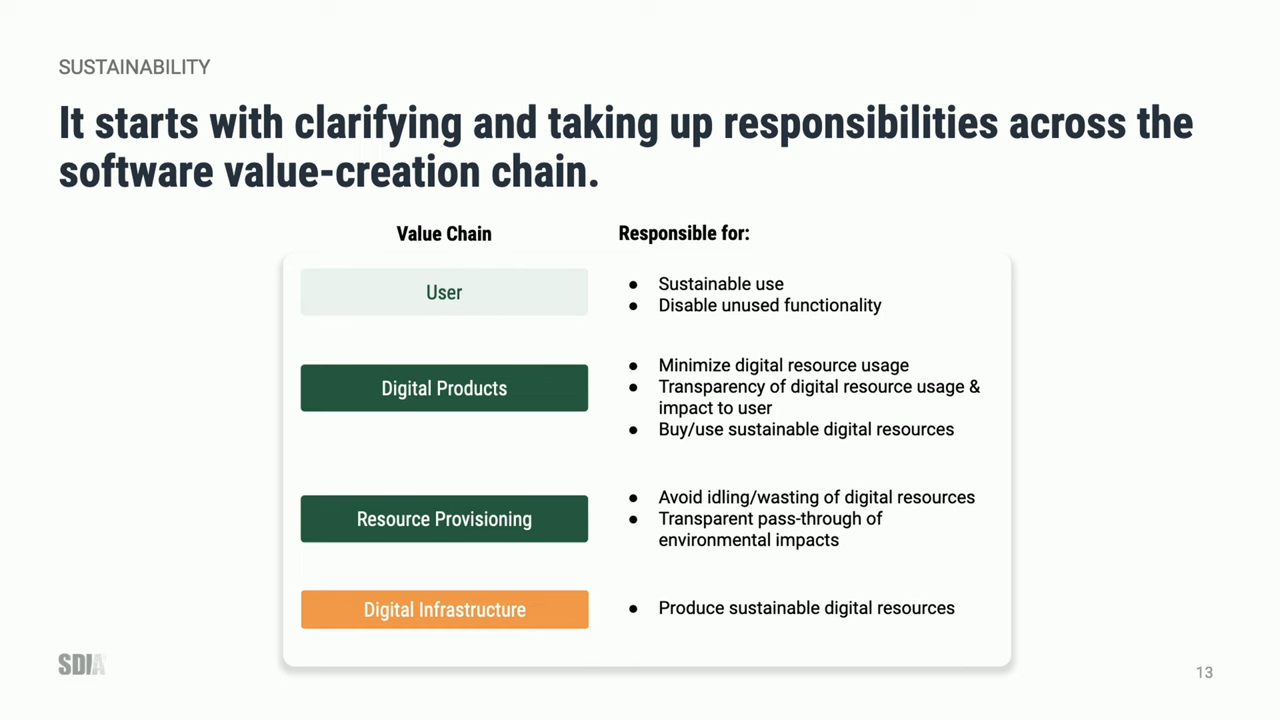 SUSTAINABILITY
It starts with clarifying and taking up responsibilities across the
software value-creation chain.
Value Chain
Responsible for:
User
● Sustainable use
● Disable unused functionality
Digital Products
● Minimize digital resource usage
● Transparency of digital resource usage &
impact to user
● Buy/use sustainable digital resources
Resource Provisioning
● Avoid idling/wasting of digital resources
● Transparent pass-through of
environmental impacts
Digital Infrastructure
● Produce sustainable digital resources
SDIA
13